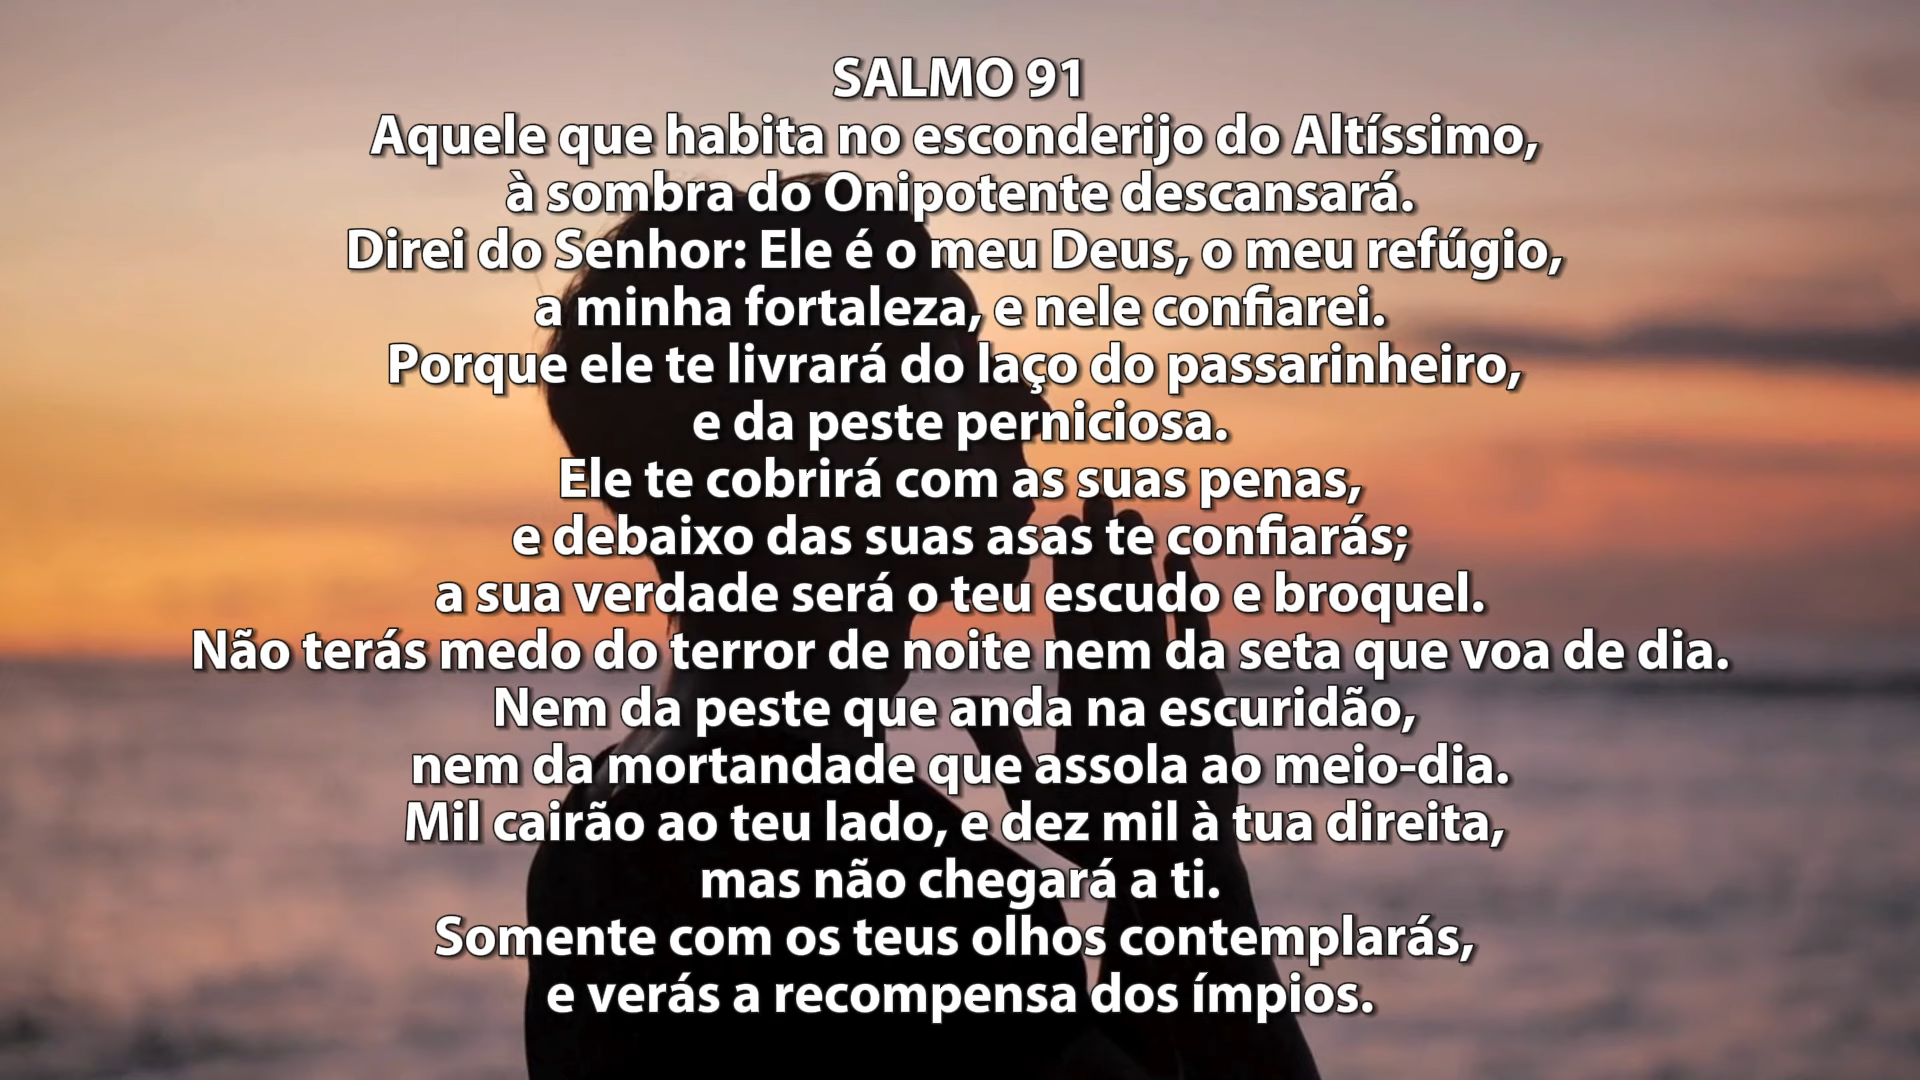 SALMO 91
Aquele que habita no esconderijo do Altíssimo,
à sombra do Onipotente descansará.
Direi do Senhor: Ele é o meu Deus, o meu refúgio,
a minha fortaleza, e nele confiarei.
Porque ele te livrará do laço do passarinheiro,
e da peste perniciosa.
Ele te cobrirá com as suas penas,
e debaixo das suas asas te confiarás;
a sua verdade será o teu escudo e broquel.
Não terás medo do terror de noite nem da seta que voa de dia.
Nem da peste que anda na escuridão,
nem da mortandade que assola ao meio-dia.
Mil cairão ao teu lado, e dez mil à tua direita,
mas não chegará a ti.
Somente com os teus olhos contemplarás,
e verás a recompensa dos ímpios.